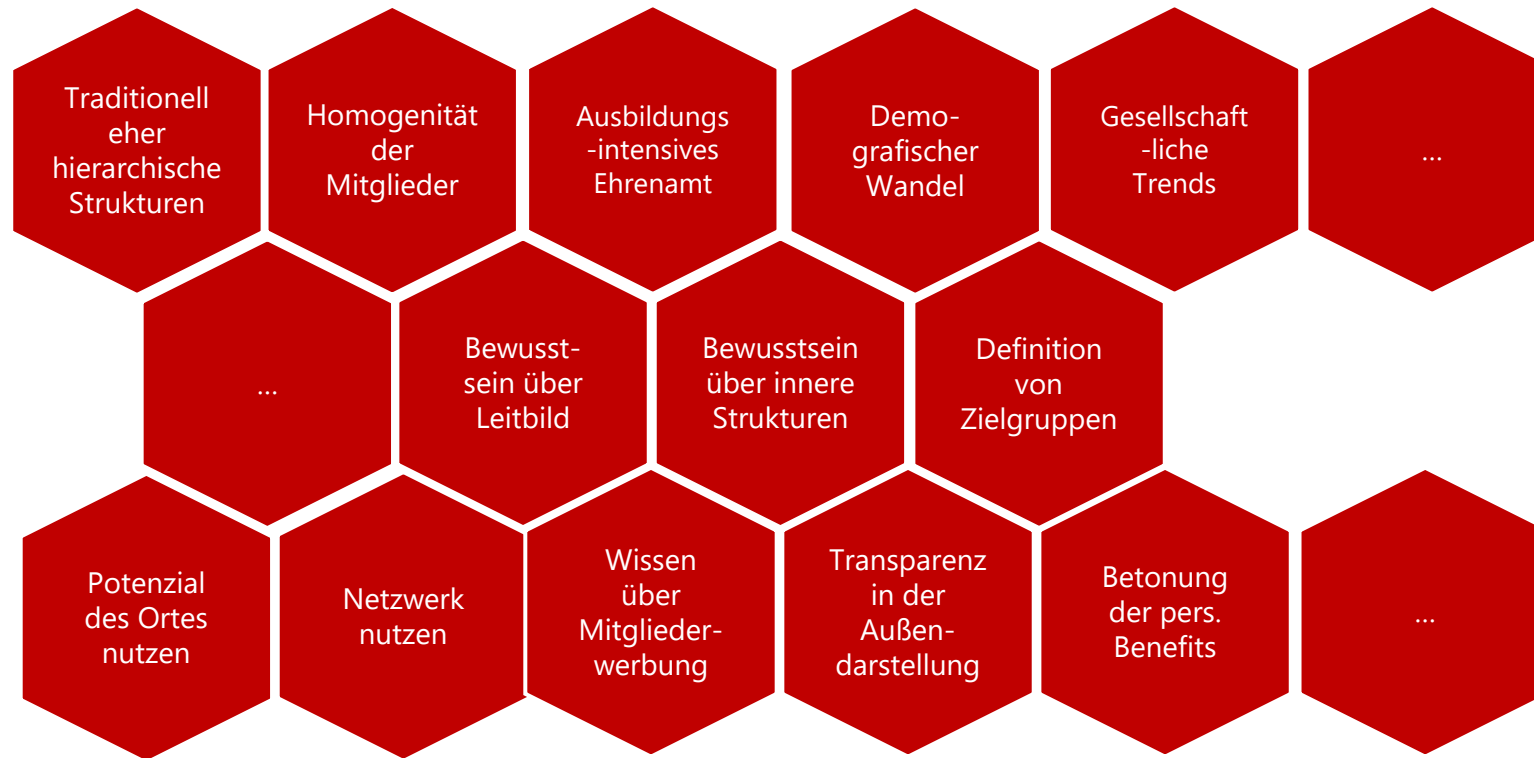 Traditionell
eher
hierarchische
Strukturen
Homogenität
der
Mitglieder
Ausbildungs
-intensives
Ehrenamt
Demo-
grafischer
Wandel
Gesellschaft
-liche
Trends
...
...
Bewusst-
sein über
Leitbild
Bewusstsein
über innere
Strukturen
Definition
von
Zielgruppen
Potenzial
des Ortes
nutzen
Netzwerk
nutzen
Wissen
über
Mitglieder-
werbung
Transparenz
in der
Außen-
darstellung
Betonung
der pers.
Benefits
...